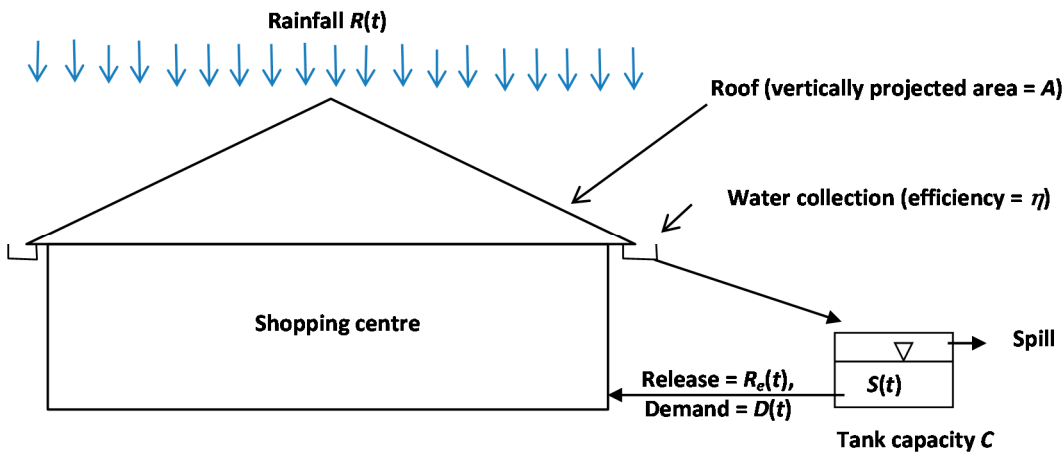 Rainfall R(t)
Roof (vertically projected area = A)
Water collection (efficiency = η)
Shopping centre
Spill
Release = Rₑ(t),
Demand = D(t)
S(t)
Tank capacity C